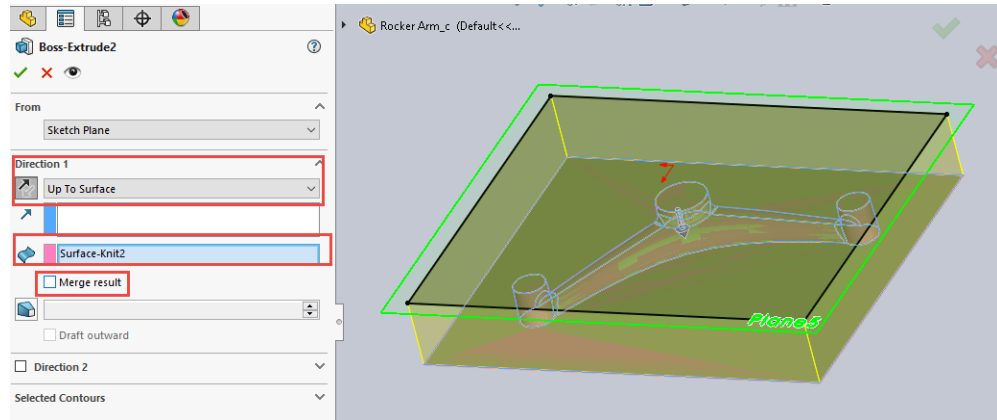 Rocker Arm_c (Default<<...
Boss-Extrude2
From
Sketch Plane
Direction 1
Up To Surface
Surface-Knit2
Merge result
Draft outward
Direction 2
Selected Contours
Plane5